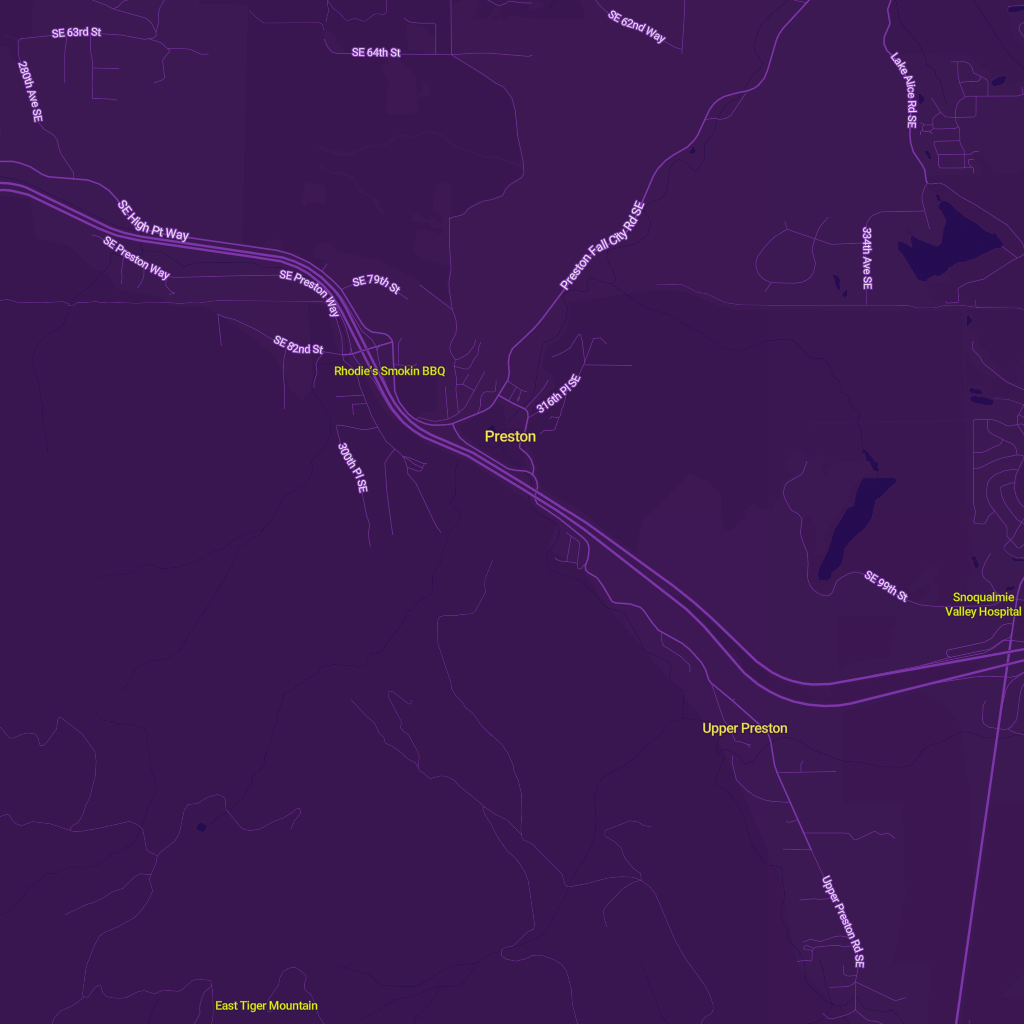 SE 62nd Way
SE 63rd St
SE 64th St
280th Ave SE
Lake Alice Rd SE
SE High Pt Way
Preston Fall City Rd SE
334th Ave SE
SE Preston Way
SE Preston Way
SE 79th St
SE 82nd St
Rhodie's Smokin BBQ
316th Pl SE
Preston
300th Pl SE
SE 99th St
Snoqualmie
Valley Hospital
Upper Preston
Upper Preston Rd SE
East Tiger Mountain